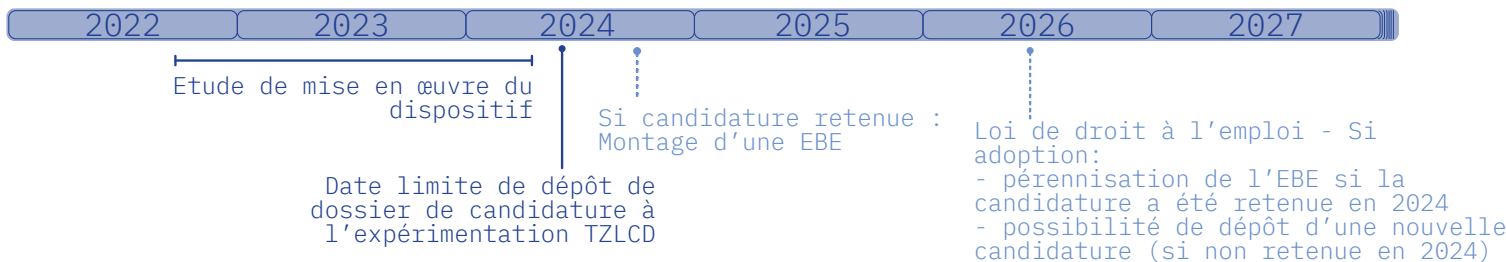 2022 2023 2024 2025 2026 2027
Etude de mise en œuvre du
dispositif
Date limite de dépôt de
dossier de candidature à
l’expérimentation TZLCD
Si candidature retenue :
Montage d’une EBE
Loi de droit à l’emploi - Si
adoption:
- pérennisation de l’EBE si la
candidature a été retenue en 2024
- possibilité de dépôt d’une nouvelle
candidature (si non retenue en 2024)